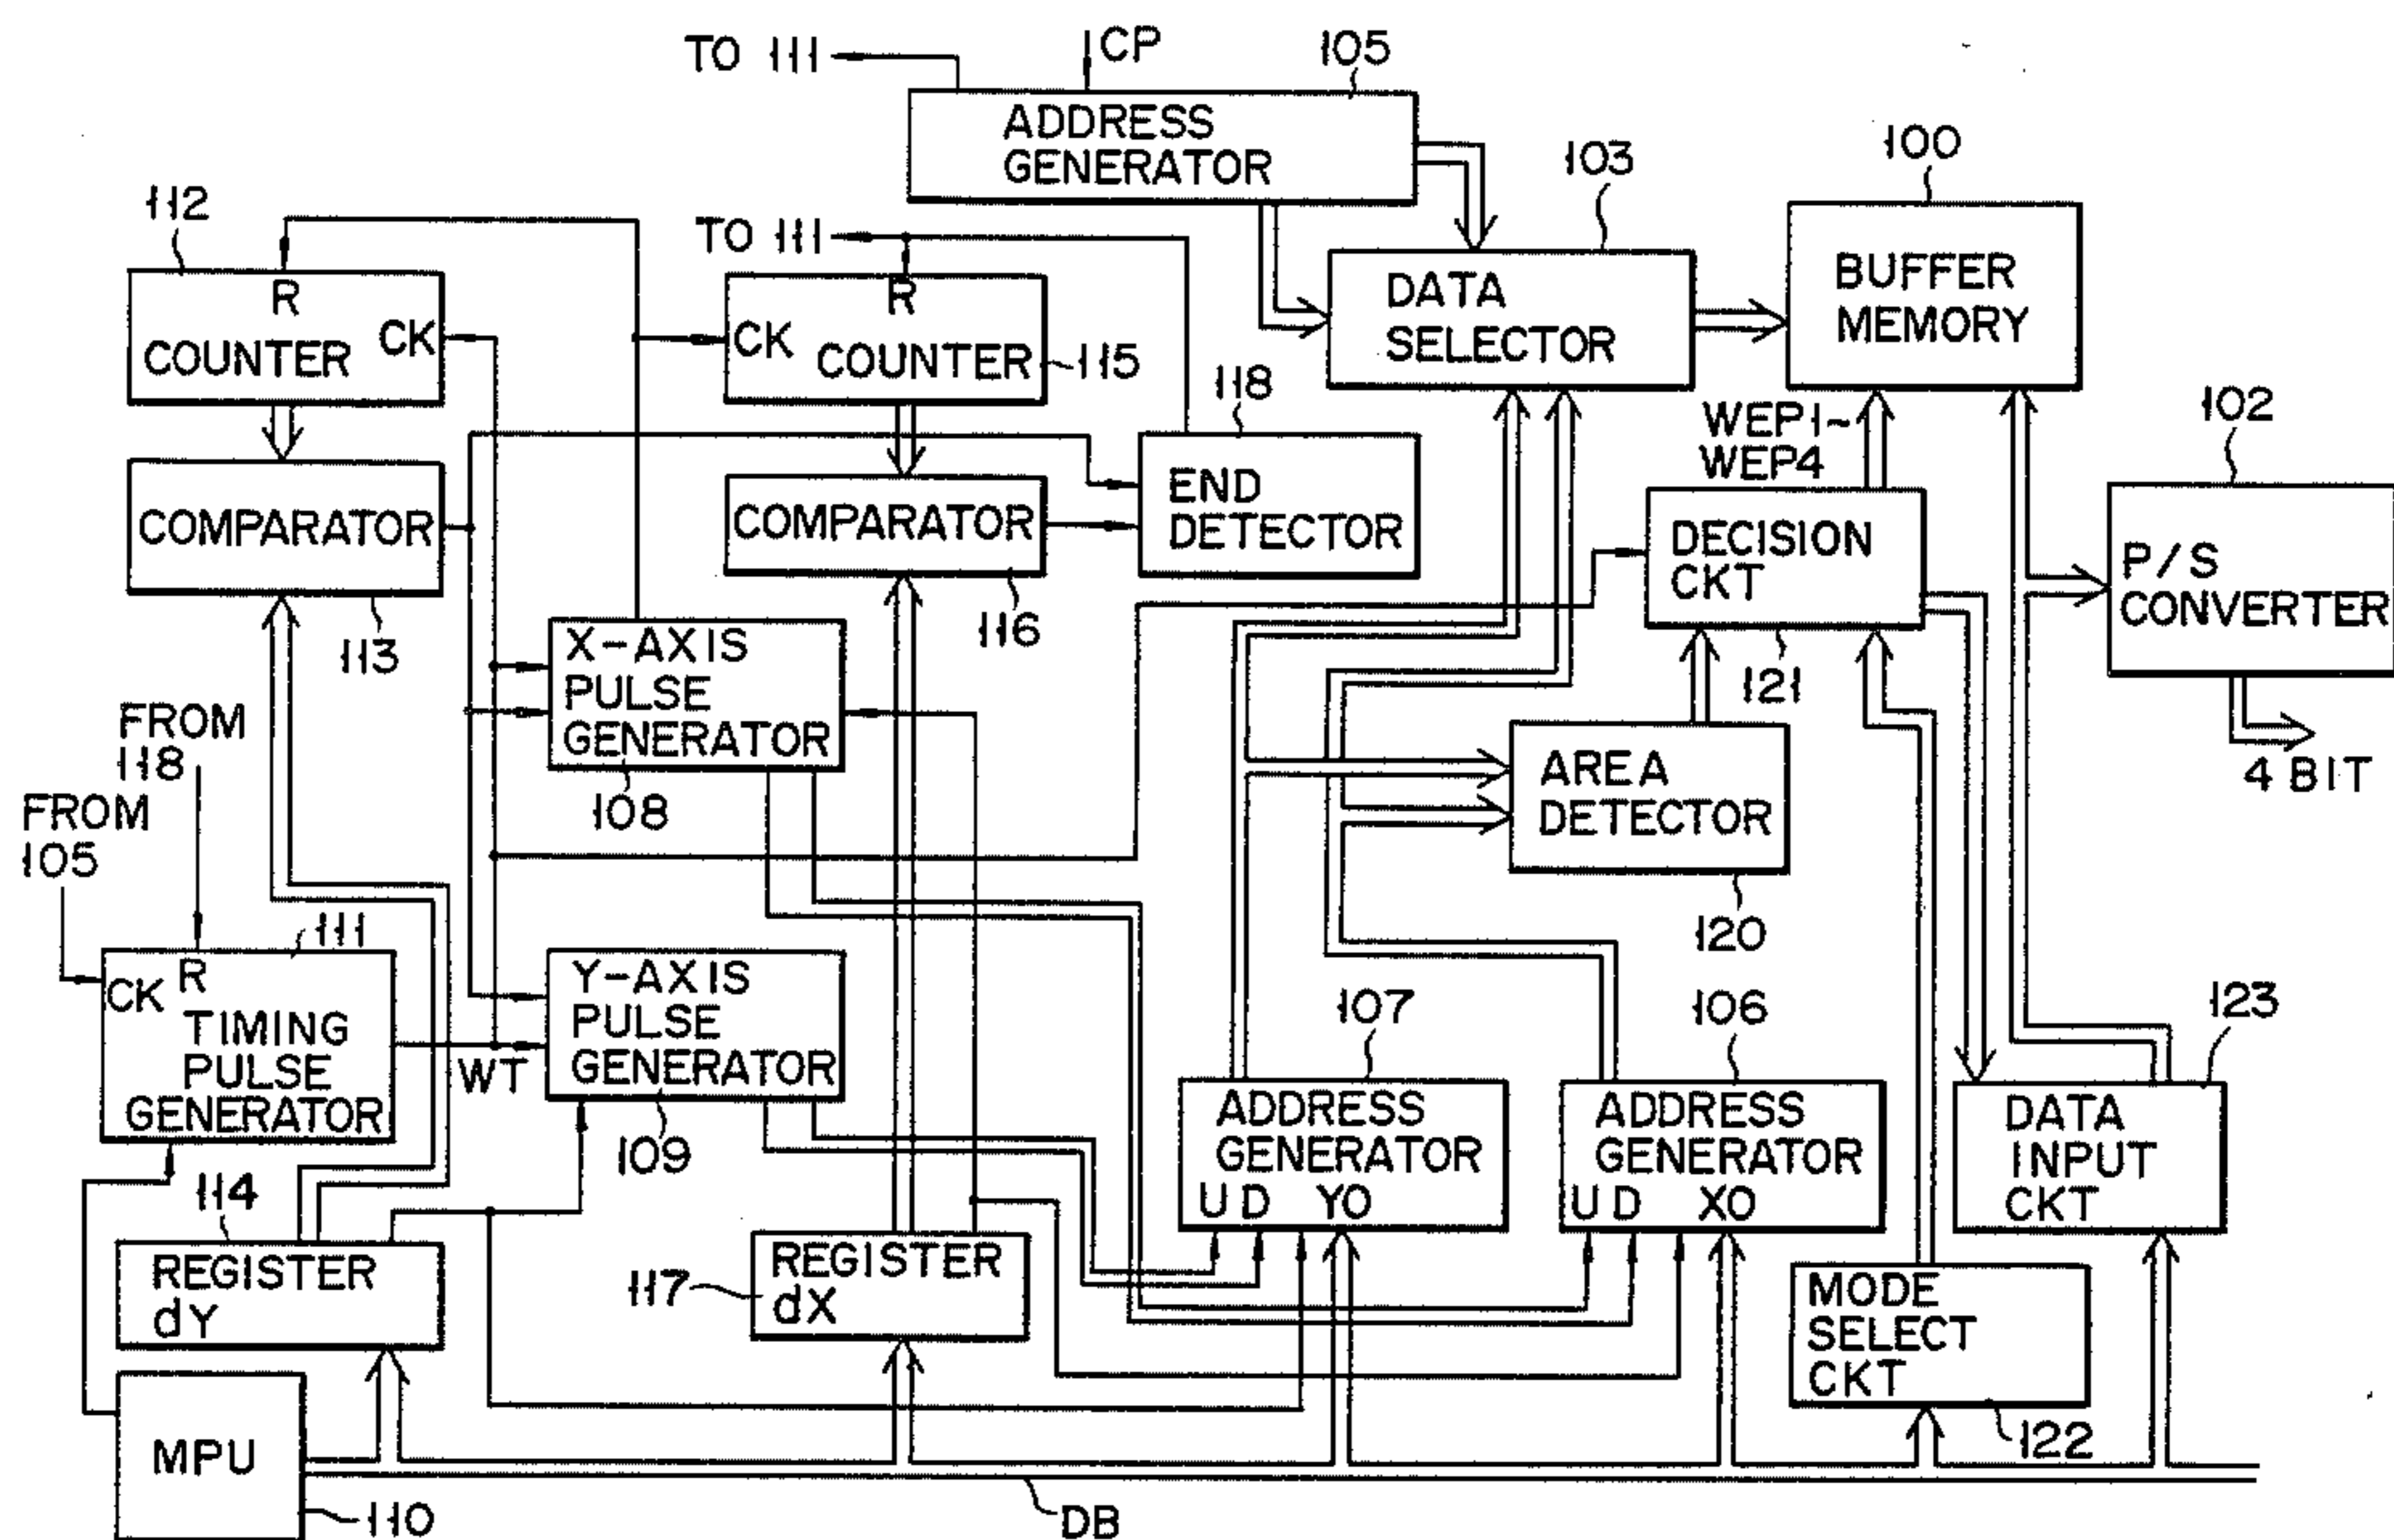 TO 111
CP
105
ADDRESS
GENERATOR
103
100
112
TO 111
R
CK
COUNTER
R
CK
COUNTER
115
DATA
SELECTOR
BUFFER
MEMORY
118
WEP1~
WEP4
102
COMPARATOR
113
COMPARATOR
116
END
DETECTOR
DECISION
CKT
121
P/S
CONVERTER
4 BIT
X-AXIS
PULSE
GENERATOR
108
FROM
118
FROM
105
AREA
DETECTOR
120
111
CK
R
TIMING
PULSE
GENERATOR
WT
Y-AXIS
PULSE
GENERATOR
109
107
106
123
ADDRESS
GENERATOR
U D YO
ADDRESS
GENERATOR
U D XO
DATA
INPUT
CKT
114
REGISTER
dY
117
REGISTER
dX
MODE
SELECT
CKT
122
MPU
110
DB